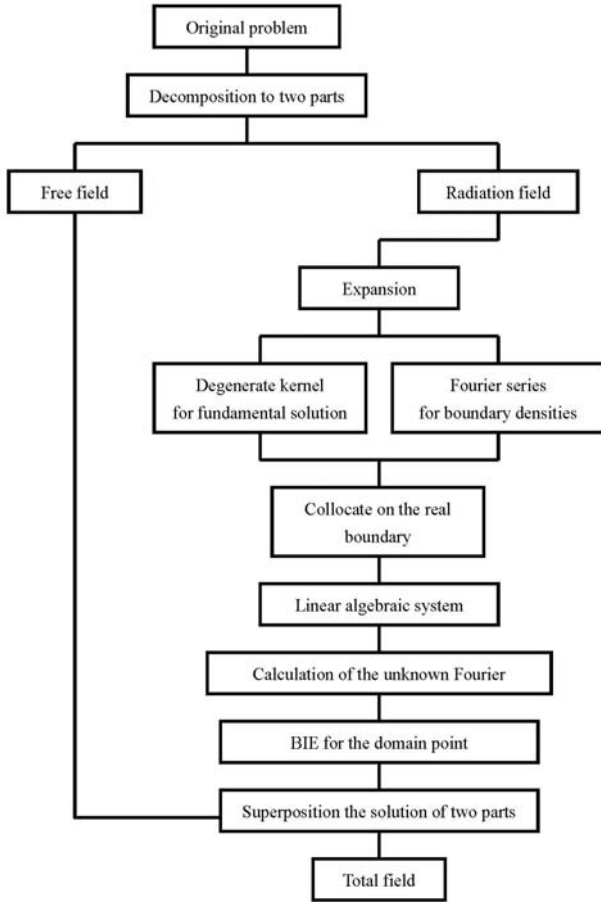 Original problem
Decomposition to two parts
Free field
Radiation field
Expansion
Degenerate kernel
for fundamental solution
Fourier series
for boundary densities
Collocate on the real
boundary
Linear algebraic system
Calculation of the unknown Fourier
BIE for the domain point
Superposition the solution of two parts
Total field